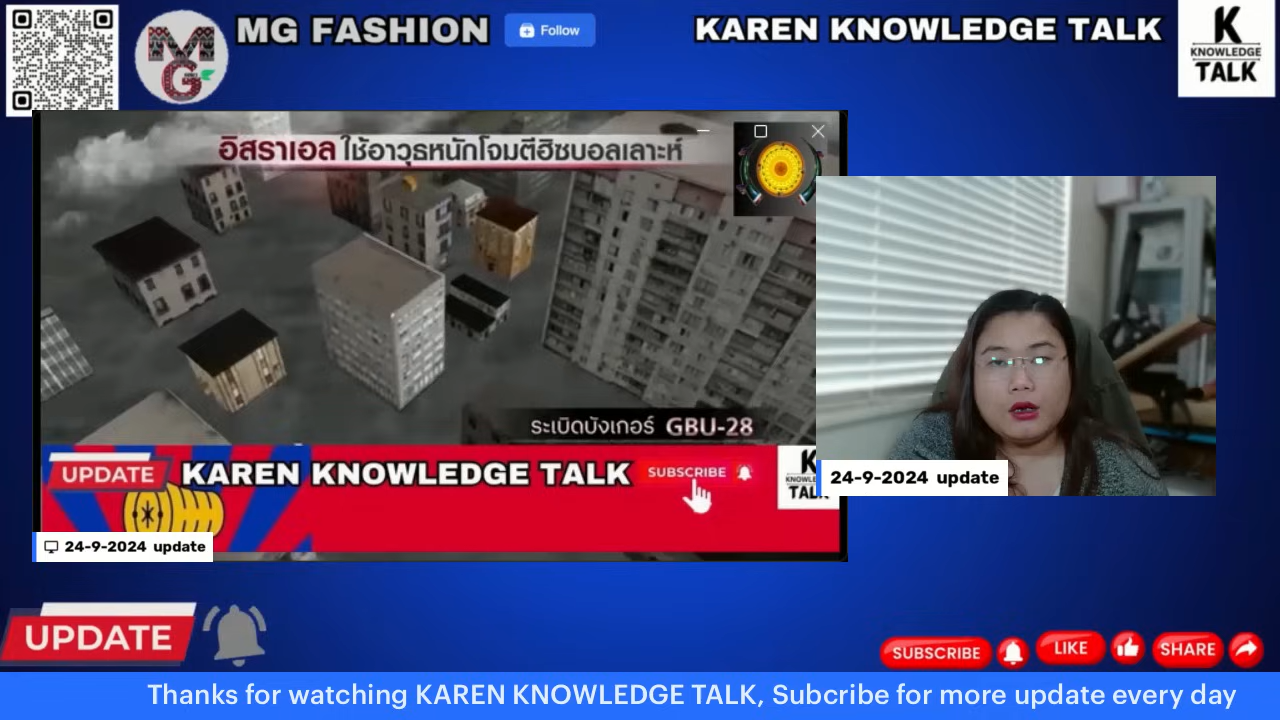 MG FASHION
Follow
KAREN KNOWLEDGE TALK
K
KNOWLEDGE
TALK
MG
อิสราเอล ใช้อาวุธหนักโจมตีฮิซบอลเลาะห์
ระเบิดบังเกอร์ GBU-28
UPDATE
KAREN KNOWLEDGE TALK
SUBSCRIBE
24-9-2024 update
24-9-2024 update
UPDATE
SUBSCRIBE
LIKE
SHARE
Thanks for watching KAREN KNOWLEDGE TALK, Subcribe for more update every day